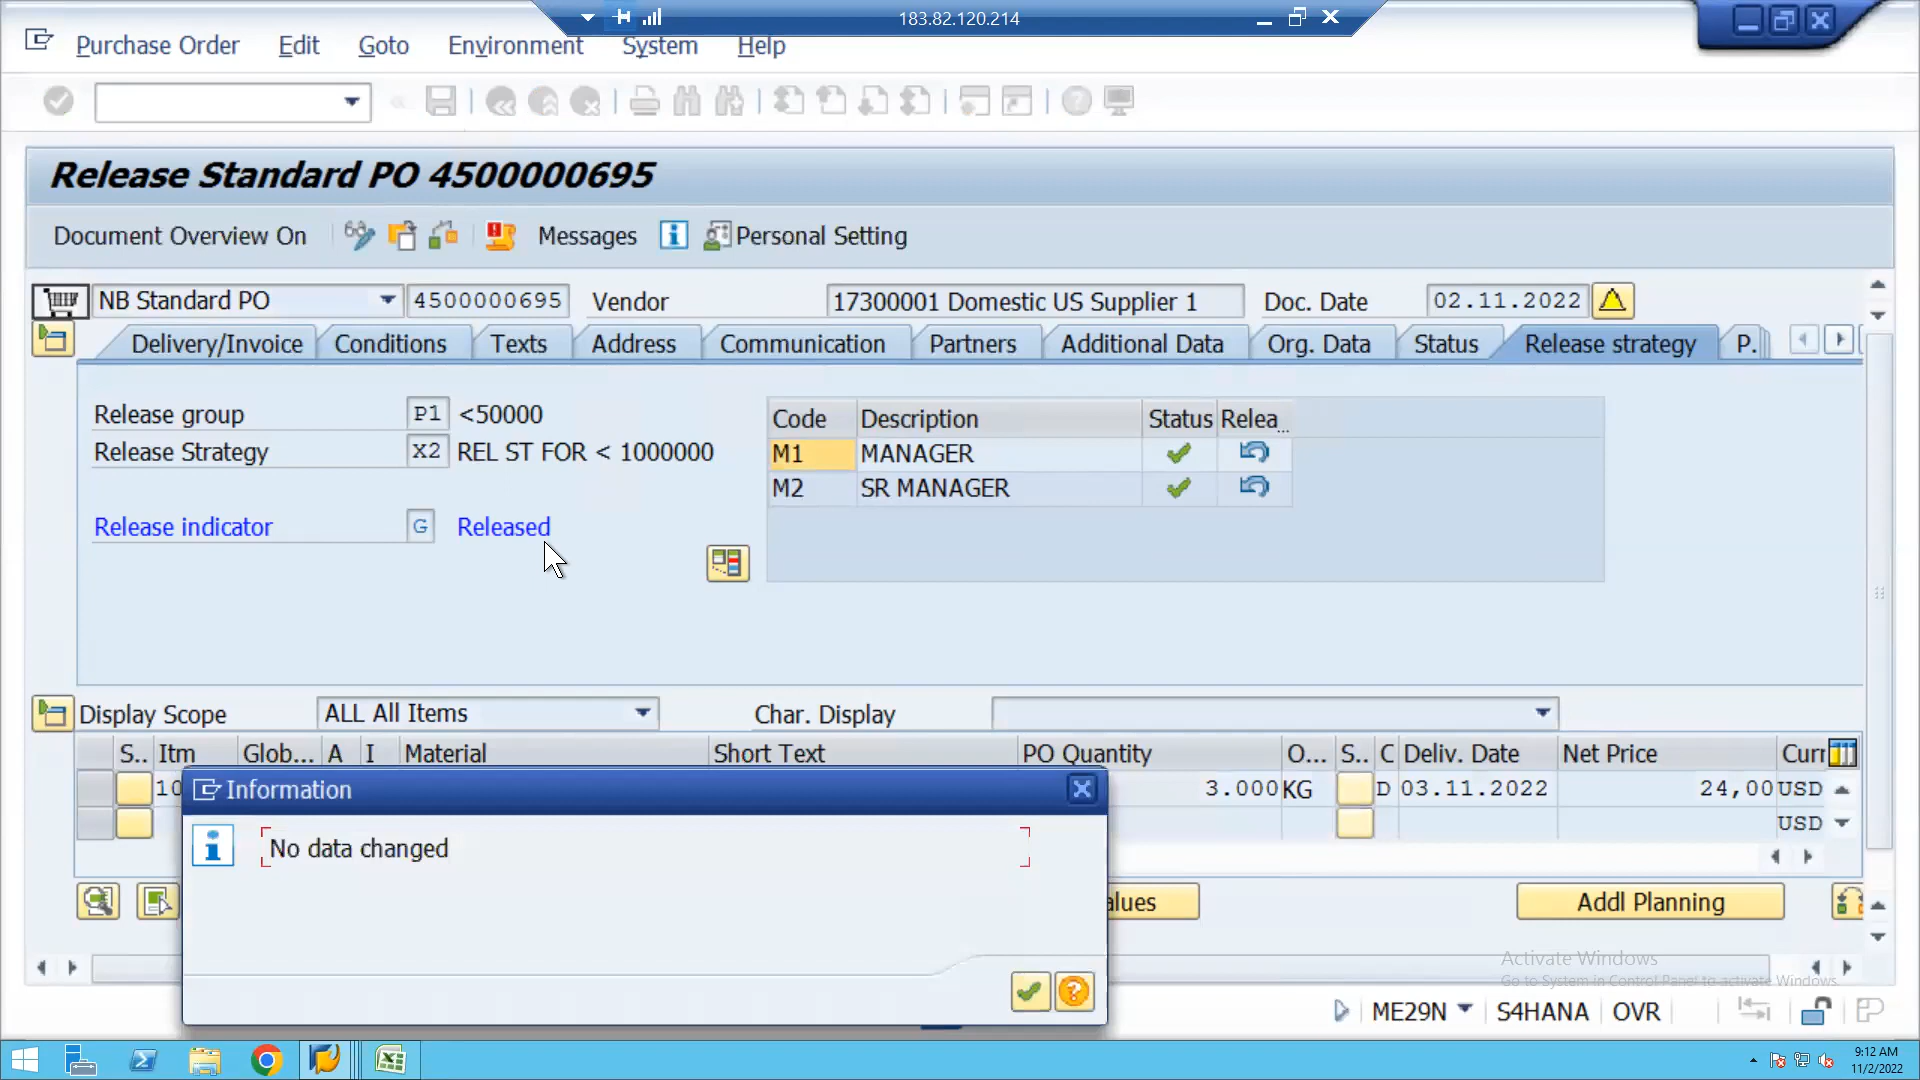 183.82.120.214
Purchase Order Edit Goto Environment System Help
Release Standard PO 4500000695
Document Overview On Messages Personal Setting
NB Standard PO 4500000695 Vendor 17300001 Domestic US Supplier 1 Doc. Date 02.11.2022
Delivery/Invoice Conditions Texts Address Communication Partners Additional Data Org. Data Status Release strategy P.
Release group P1 <50000
Release Strategy X2 REL ST FOR < 1000000
Release indicator G Released
Code Description Status Relea...
M1 MANAGER
M2 SR MANAGER
Display Scope ALL All Items Char. Display
S.. Itm Glob... A I Material Short Text PO Quantity O... S.. C Deliv. Date Net Price Curr
10 3.000 KG D 03.11.2022 24,00 USD
USD
Information
No data changed
alues Addl Planning
Activate Windows
Go to System in Control Panel to activate Windows.
ME29N S4HANA OVR
9:12 AM
11/2/2022